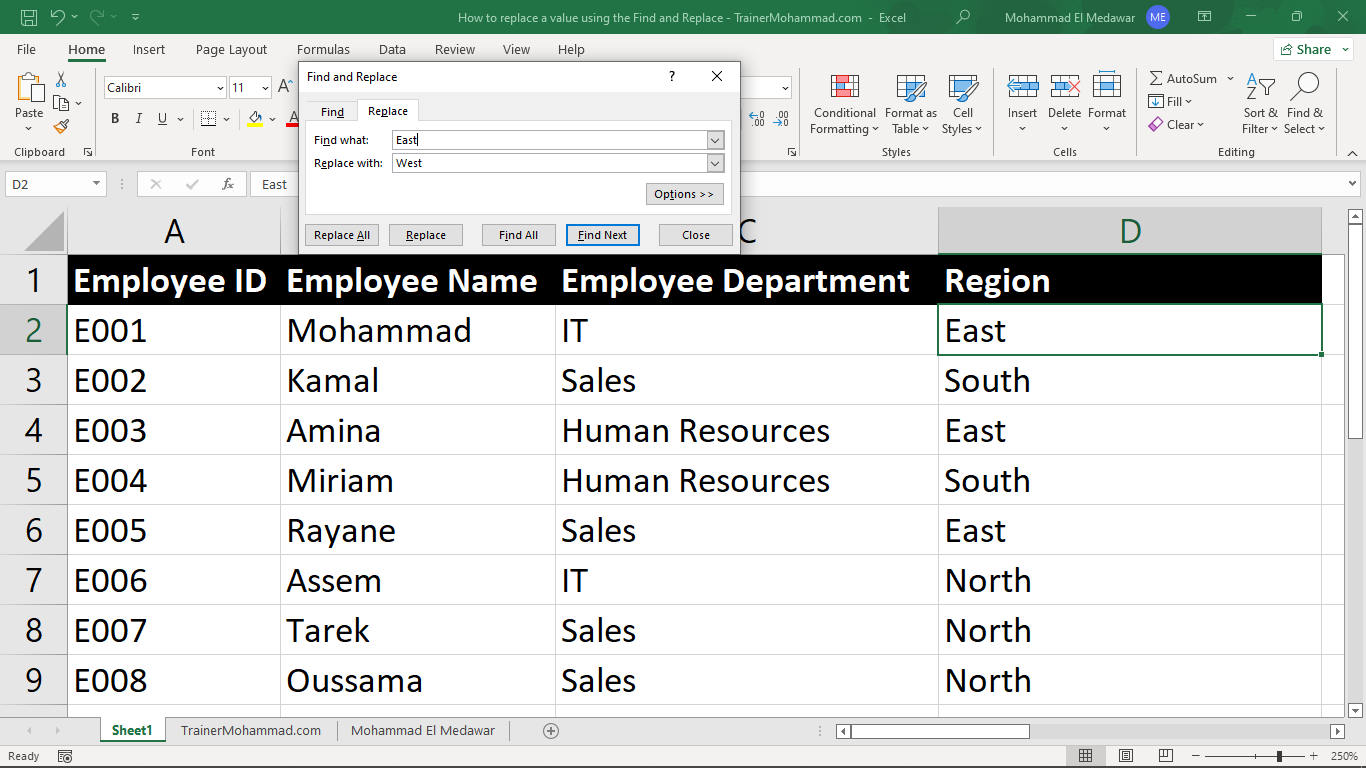 How to replace a value using the Find and Replace - TrainerMohammad.com - Excel
Mohammad El Medawar
ME
File Home Insert Page Layout Formulas Data Review View Help
Share
Paste
Calibri
11
A
B I U
A
Clipboard
Font
Conditional Formatting
Format as Table
Cell Styles
Styles
Insert
Delete
Format
Cells
AutoSum
Fill
Clear
Sort & Filter
Find & Select
Editing
Find and Replace
?
Find Replace
Find what: East
Replace with: West
Options >>
Replace All Replace Find All Find Next Close
D2
fx
East
A C D
1 Employee ID Employee Name Employee Department Region
2 E001 Mohammad IT East
3 E002 Kamal Sales South
4 E003 Amina Human Resources East
5 E004 Miriam Human Resources South
6 E005 Rayane Sales East
7 E006 Assem IT North
8 E007 Tarek Sales North
9 E008 Oussama Sales North
Sheet1 TrainerMohammad.com Mohammad El Medawar
Ready
250%